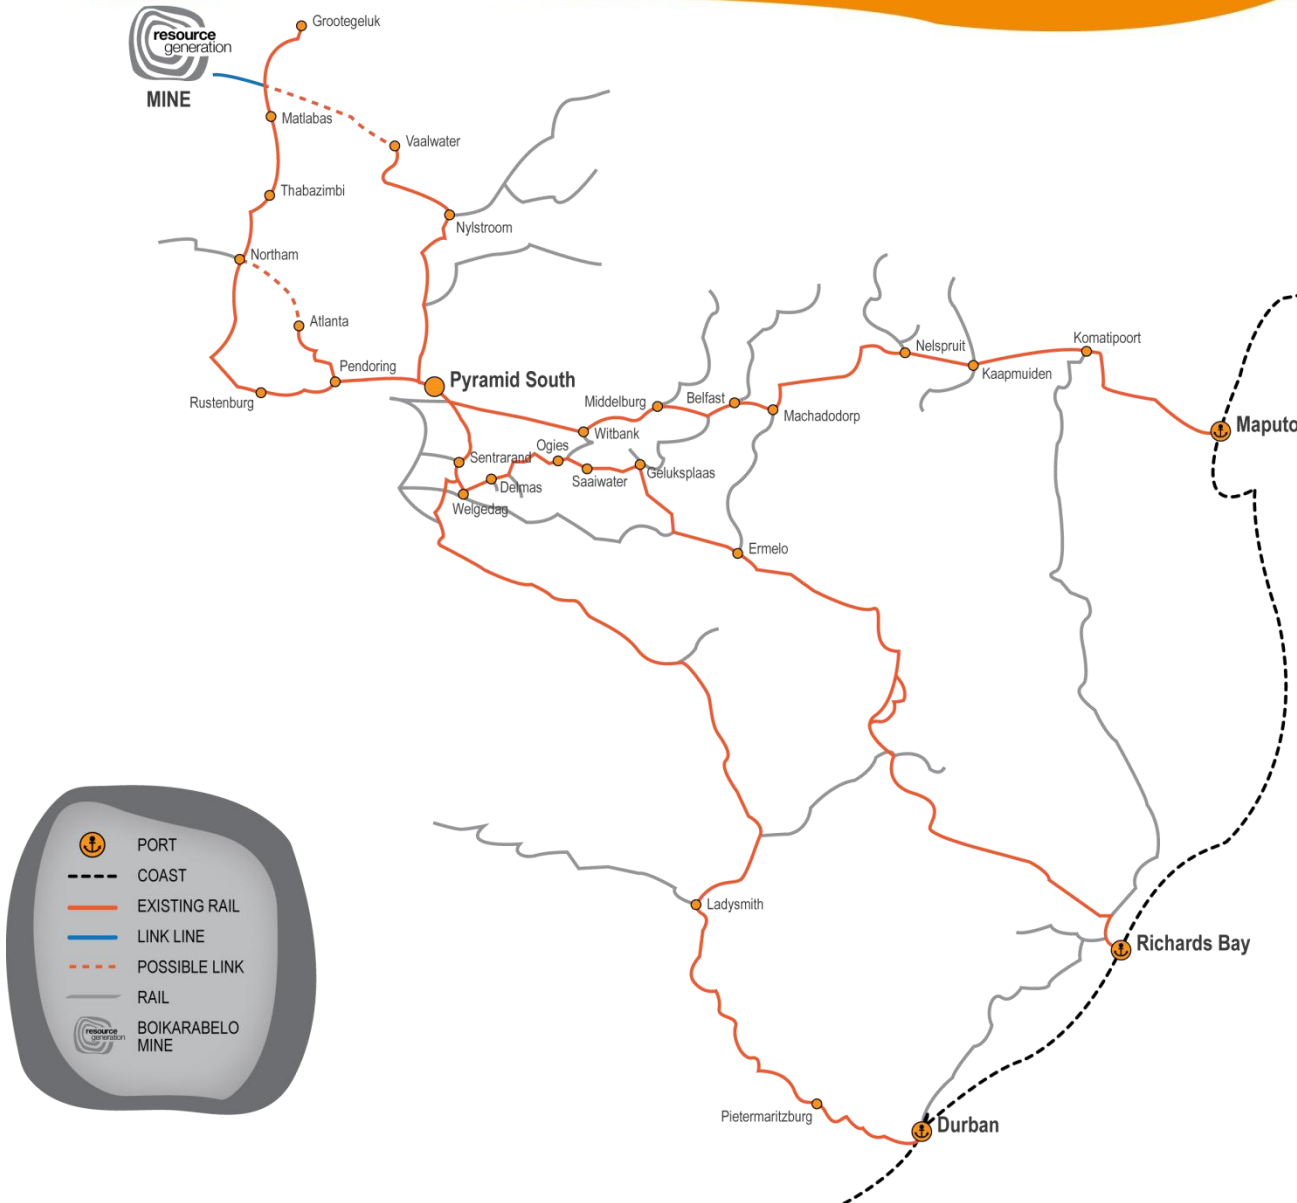 resource
generation
MINE
Grootegeluk
Matlabas
Vaalwater
Thabazimbi
Nylstroom
Northam
Atlanta
Pendoring
Rustenburg
Pyramid South
Komatipoort
Nelspruit
Kaapmuiden
Middelburg
Belfast
Machadodorp
Maputo
Witbank
Ogies
Sentrarand
Geluksplaas
Saaiwater
Delmas
Welgedag
Ermelo
PORT
COAST
EXISTING RAIL
LINK LINE
POSSIBLE LINK
RAIL
resource
generation
BOIKARABELO
MINE
Ladysmith
Richards Bay
Pietermaritzburg
Durban